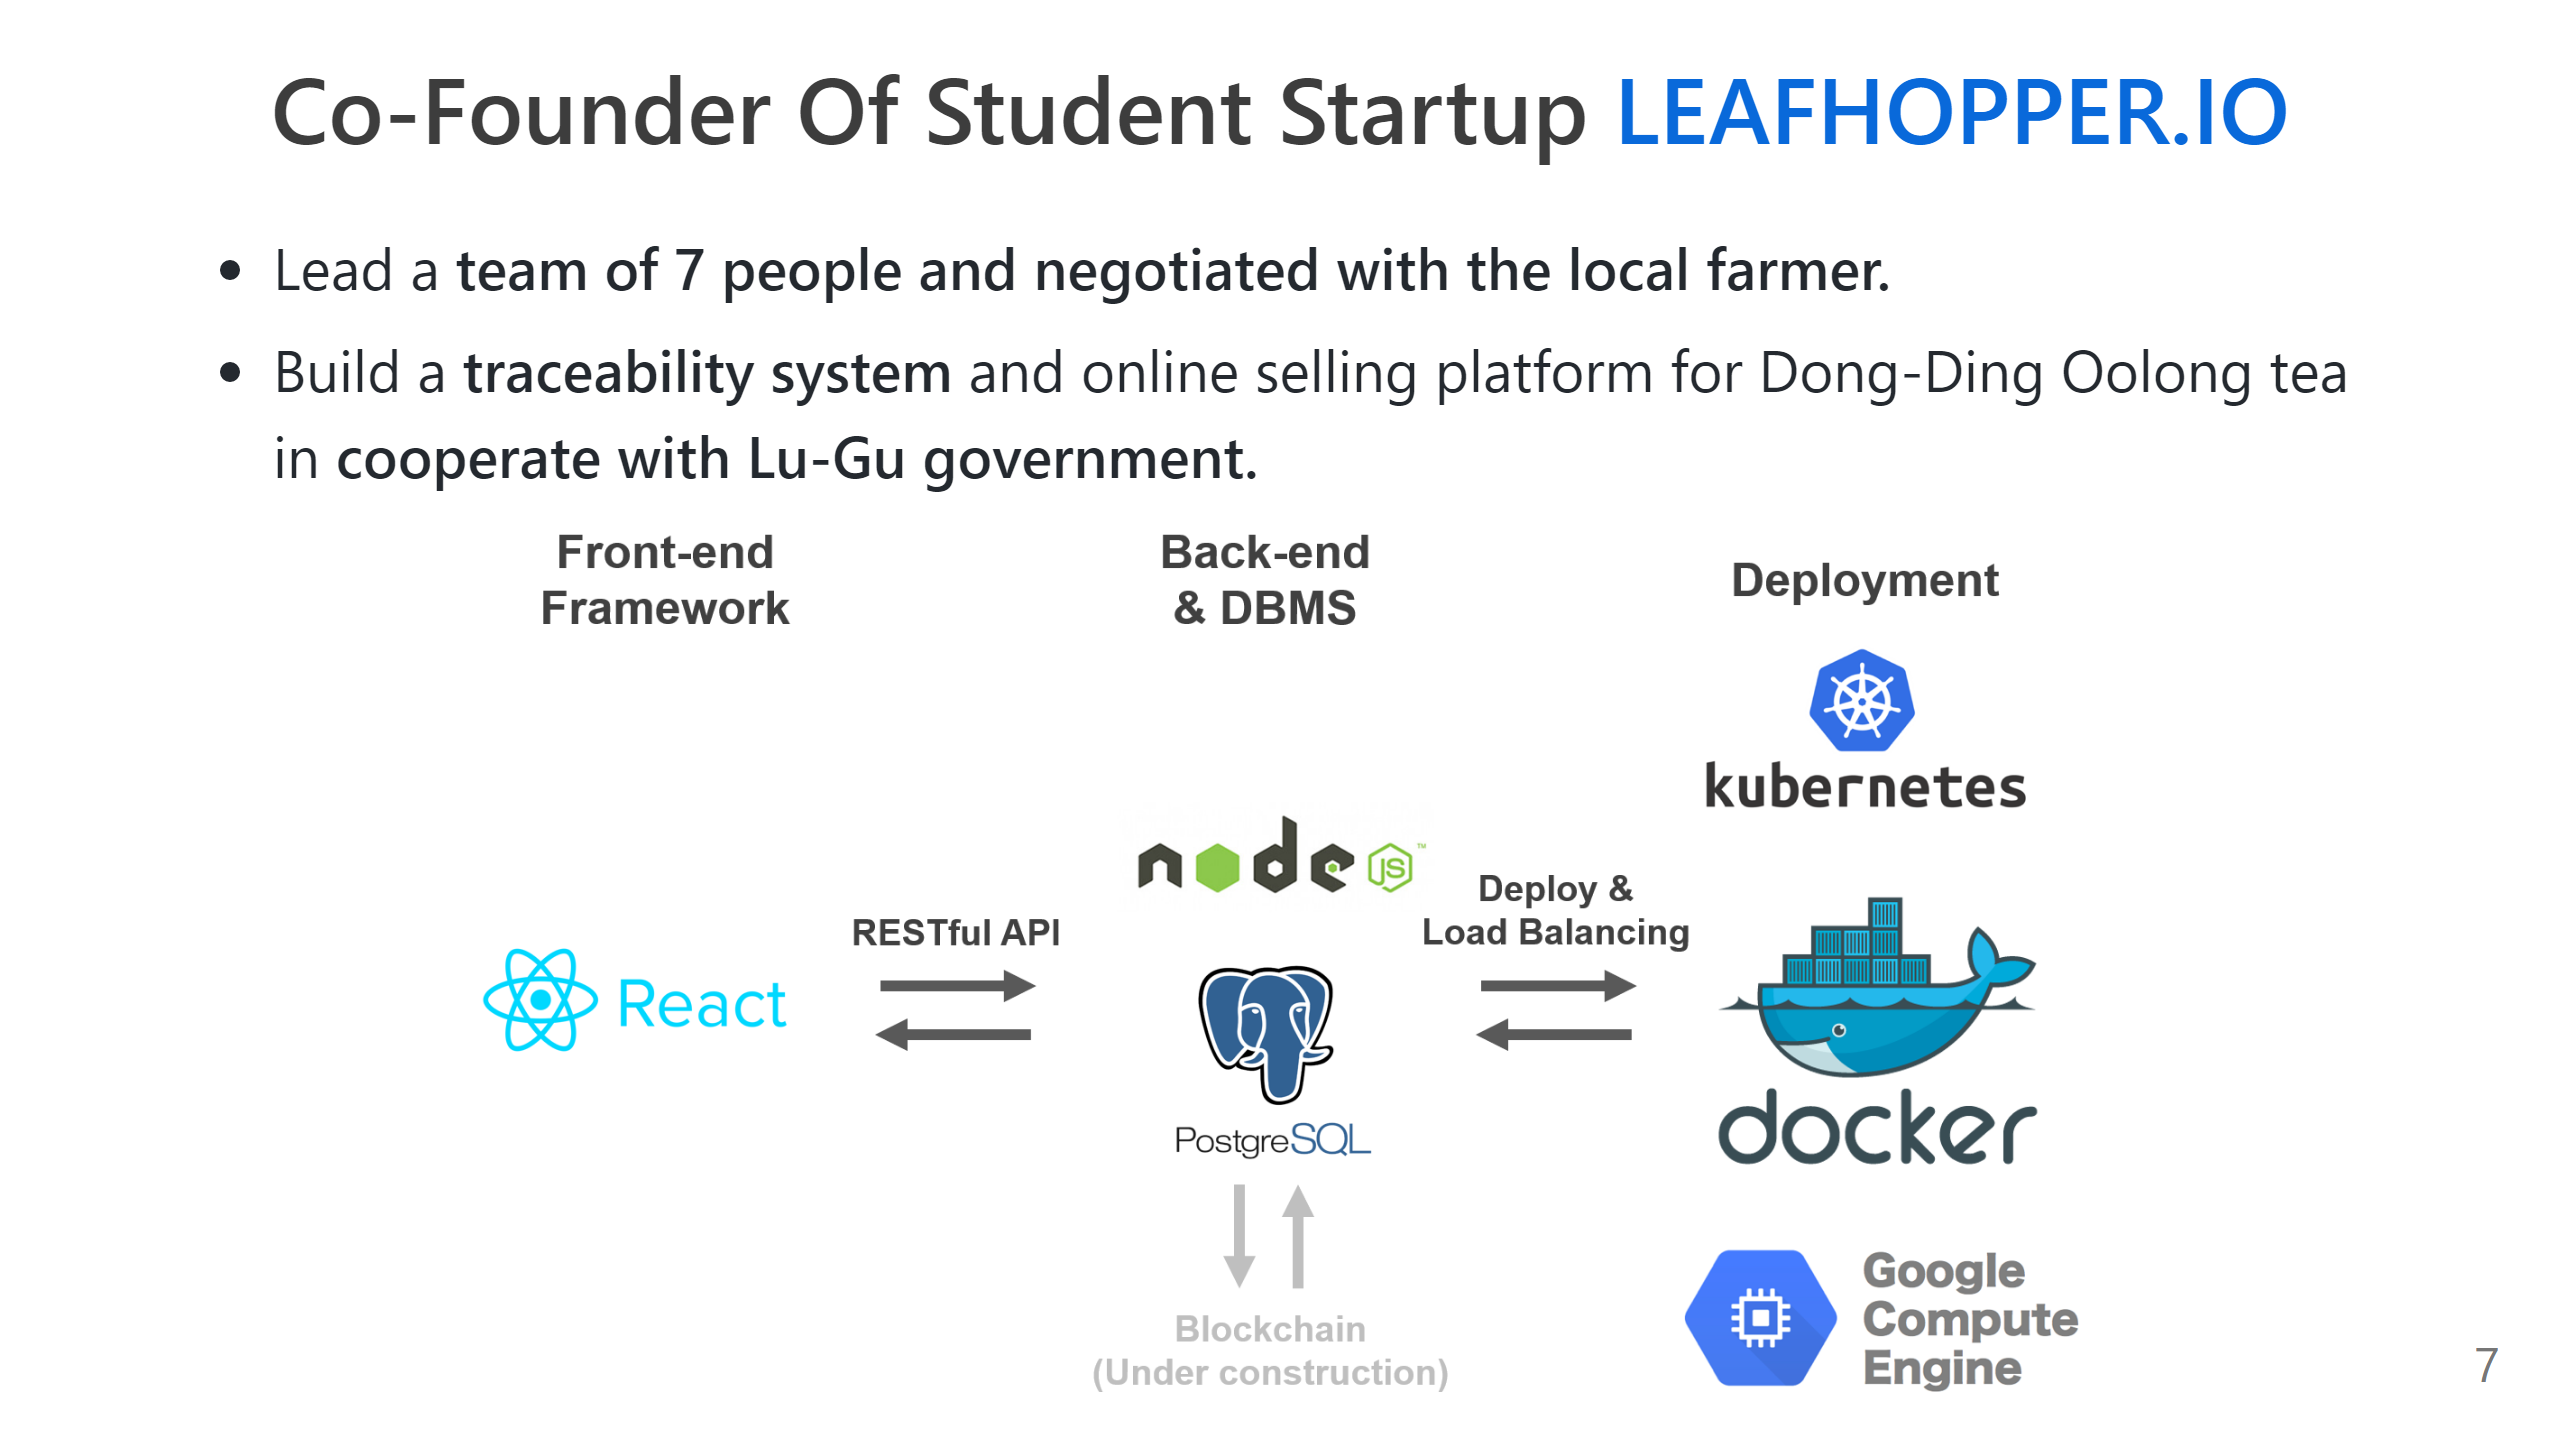 Co-Founder Of Student Startup LEAFHOPPER.IO
• Lead a team of 7 people and negotiated with the local farmer.
• Build a traceability system and online selling platform for Dong-Ding Oolong tea
in cooperate with Lu-Gu government.
Front-end
Framework
Back-end
& DBMS
Deployment
kubernetes
node JS™
Deploy &
Load Balancing
RESTful API
React
PostgreSQL
docker
Blockchain
(Under construction)
Google
Compute
Engine
7